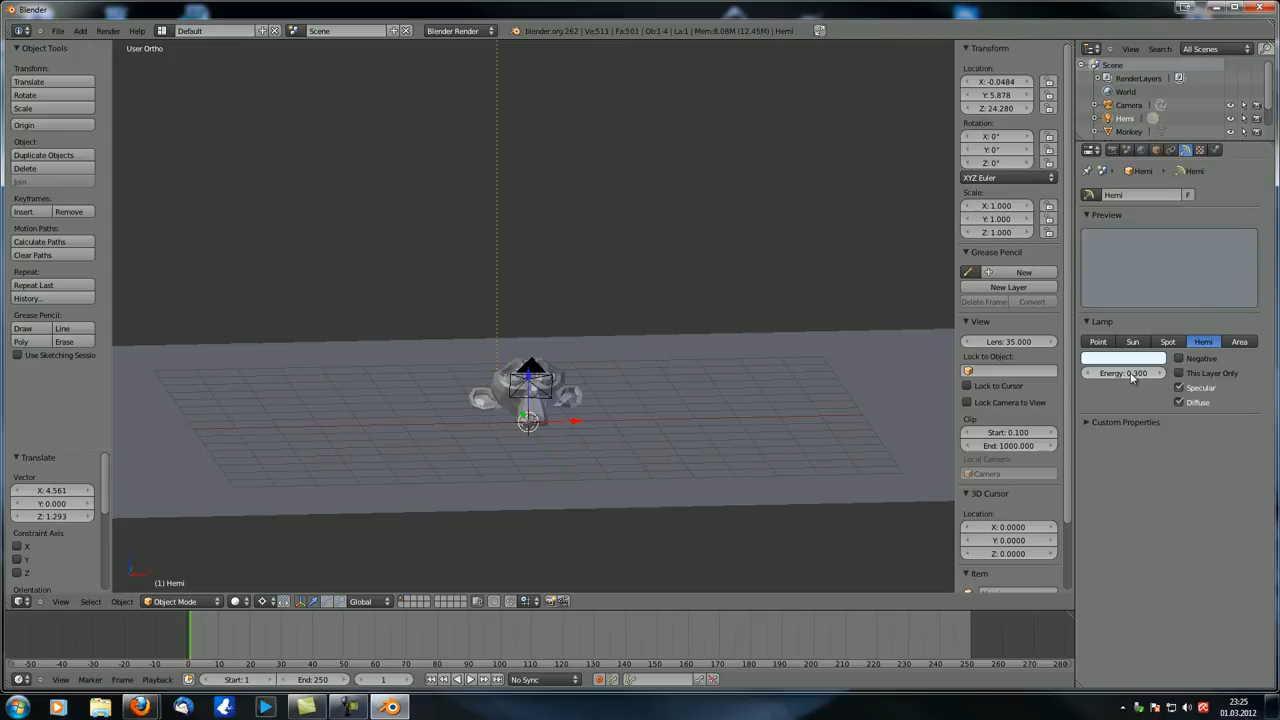 Blender
File Add Render Help Default Scene Blender Render blender.org 262 | Ve:511 | Fa:501 | Ob:1-4 | La:1 | Mem:8.08M (12.45M) | Hemi
Object Tools
Transform:
Translate
Rotate
Scale
Origin
Object:
Duplicate Objects
Delete
Join
Keyframes:
Insert Remove
Motion Paths:
Calculate Paths
Clear Paths
Repeat:
Repeat Last
History...
Grease Pencil:
Draw Line
Poly Erase
Use Sketching Sessio
Translate
Vector
X: 4.561
Y: 0.000
Z: 1.293
Constraint Axis
X
Y
Z
Orientation
User Ortho
(1) Hemi
Transform
Location:
X: -0.0484
Y: 5.878
Z: 24.280
Rotation:
X: 0°
Y: 0°
Z: 0°
XYZ Euler
Scale:
X: 1.000
Y: 1.000
Z: 1.000
Grease Pencil
New
New Layer
Delete Frame Convert
View
Lens: 35.000
Lock to Object:
Lock to Cursor
Lock Camera to View
Clip:
Start: 0.100
End: 1000.000
Local Camera:
Camera
3D Cursor
Location:
X: 0.0000
Y: 0.0000
Z: 0.0000
Item
View Search All Scenes
Scene
RenderLayers
World
Camera
Hemi
Monkey
Hemi Hemi
Hemi F
Preview
Lamp
Point Sun Spot Hemi Area
Negative
Energy: 0.300 This Layer Only
Specular
Diffuse
Custom Properties
View Select Object Object Mode Global
-50 -40 -30 -20 -10 0 10 20 30 40 50 60 70 80 90 100 110 120 130 140 150 160 170 180 190 200 210 220 230 240 250 260 270 280
View Marker Frame Playback Start: 1 End: 250 1 No Sync
23:25
01.03.2012